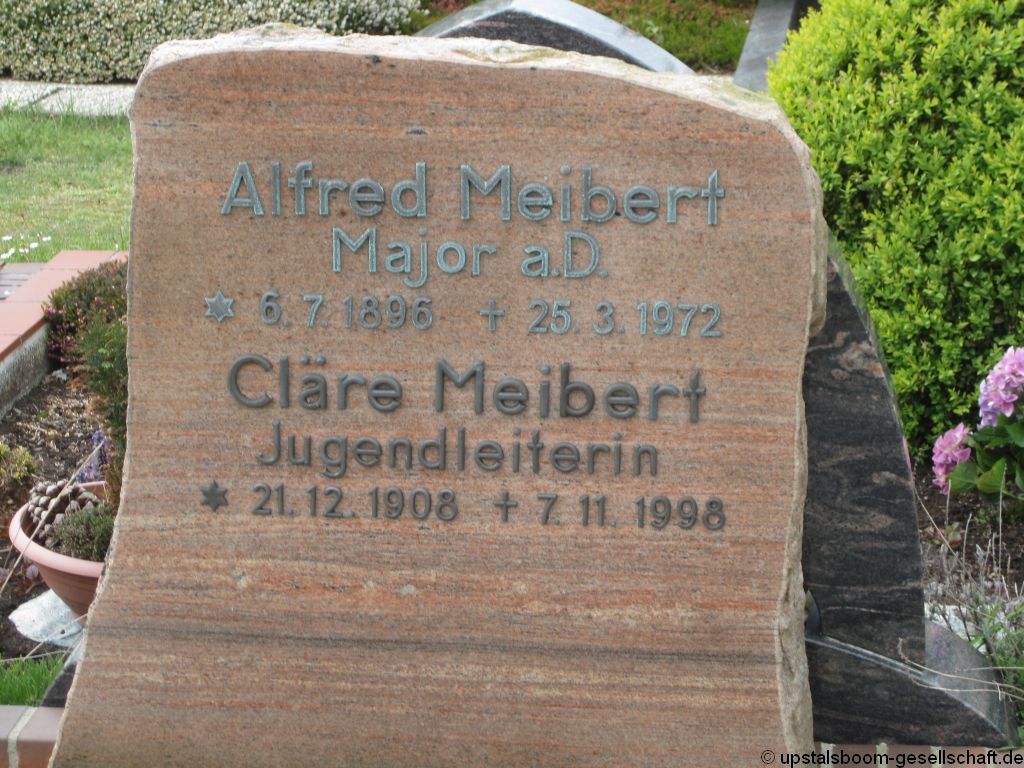 Alfred Meibert
Major a.D.
* 6. 7. 1896 † 25. 3. 1972
Cläre Meibert
Jugendleiterin
* 21. 12. 1908 † 7. 11. 1998
© upstalsboom-gesellschaft.de